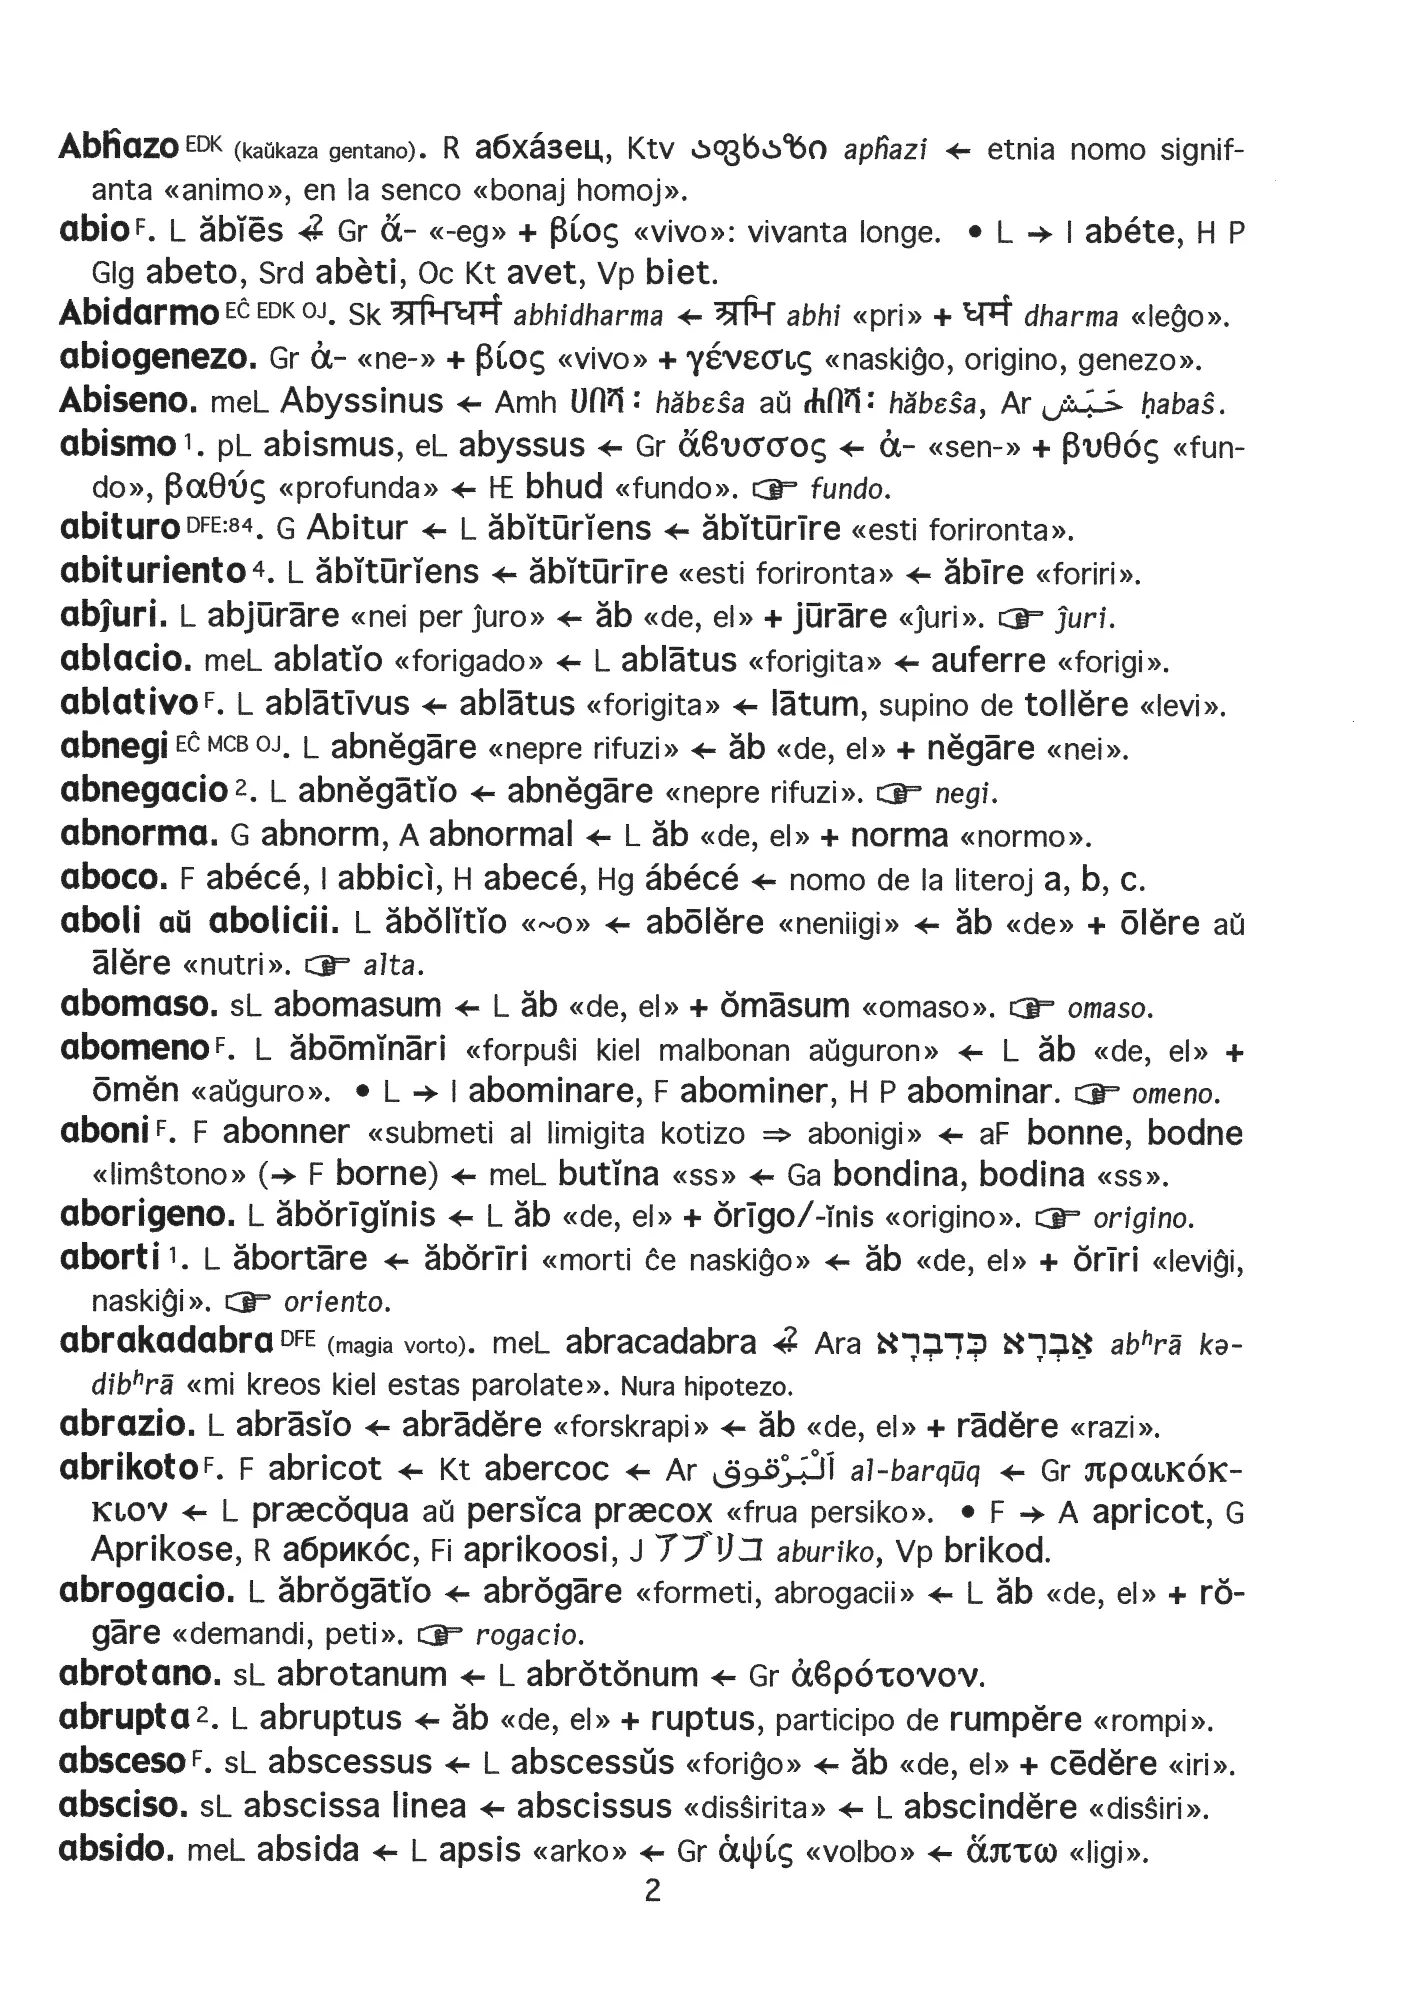 Abĥazo EDK (kaŭkaza gentano). R абха́зец, Ktv აფხაზი apĥazi ← etnia nomo signif-
anta «animo», en la senco «bonaj homoj».
abio F. L ăbĭēs ↩? Gr ἄ- «-eg» + βίος «vivo»: vivanta longe. • L → I abéte, H P
Glg abeto, Srd abèti, Oc Kt avet, Vp biet.
Abidarmo EĈ EDK OJ. Sk अभिधर्म abhidharma ← अभि abhi «pri» + धर्म dharma «leĝo».
abiogenezo. Gr ἀ- «ne-» + βίος «vivo» + γένεσις «naskiĝo, origino, genezo».
Abiseno. meL Abyssinus ← Amh ሀበሻ: hăbɛŝa aŭ ሐበሻ: hăbɛŝa, Ar حَبَش ḥabaŝ.
abismo 1. pL abismus, eL abyssus ← Gr ἄϐυσσος ← ἀ- «sen-» + βυθός «fun-
do», βαθύς «profunda» ← IE bhud «fundo». ☞ fundo.
abituro DFE:84. G Abitur ← L ăbĭtūrĭens ← ăbĭtūrīre «esti forironta».
abituriento 4. L ăbĭtūrĭens ← ăbĭtūrīre «esti forironta» ← ăbīre «foriri».
abĵuri. L abjūrāre «nei per ĵuro» ← ăb «de, el» + jūrāre «ĵuri». ☞ ĵuri.
ablacio. meL ablatĭo «forigado» ← L ablātus «forigita» ← auferre «forigi».
ablativo F. L ablātīvus ← ablātus «forigita» ← lātum, supino de tollĕre «levi».
abnegi EĈ MCB OJ. L abnĕgāre «nepre rifuzi» ← ăb «de, el» + nĕgāre «nei».
abnegacio 2. L abnĕgātĭo ← abnĕgāre «nepre rifuzi». ☞ negi.
abnorma. G abnorm, A abnormal ← L ăb «de, el» + norma «normo».
aboco. F abécé, I abbicì, H abecé, Hg ábécé ← nomo de la literoj a, b, c.
aboli aŭ abolicii. L ăbŏlĭtĭo «~o» ← abōlĕre «neniigi» ← ăb «de» + ōlĕre aŭ
ālĕre «nutri». ☞ alta.
abomaso. sL abomasum ← L ăb «de, el» + ŏmāsum «omaso». ☞ omaso.
abomeno F. L ăbōmĭnāri «forpuŝi kiel malbonan aŭguron» ← L ăb «de, el» +
ōmĕn «aŭguro». • L → I abominare, F abominer, H P abominar. ☞ omeno.
aboni F. F abonner «submeti al limigita kotizo ⇒ abonigi» ← aF bonne, bodne
«limŝtono» (→ F borne) ← meL butĭna «ss» ← Ga bondina, bodina «ss».
aborigeno. L ăbŏrīgĭnis ← L ăb «de, el» + ŏrīgo/-ĭnis «origino». ☞ origino.
aborti 1. L ăbortāre ← ăbŏrīri «morti ĉe naskiĝo» ← ăb «de, el» + ŏrīri «leviĝi,
naskiĝi». ☞ oriento.
abrakadabra DFE (magia vorto). meL abracadabra ↩? Ara אַבְרָא כְּדִבְרָא abʰrā kə-
dibʰrā «mi kreos kiel estas parolate». Nura hipotezo.
abrazio. L abrāsĭo ← abrādĕre «forskrapi» ← ăb «de, el» + rādĕre «razi».
abrikoto F. F abricot ← Kt abercoc ← Ar اَلْبَرْقوق al-barqūq ← Gr πραικόκ-
κιον ← L præcŏqua aŭ persĭca præcox «frua persiko». • F → A apricot, G
Aprikose, R абрико́с, Fi aprikoosi, J アブリコ aburiko, Vp brikod.
abrogacio. L ăbrŏgātĭo ← abrŏgāre «formeti, abrogacii» ← L ăb «de, el» + rŏ-
gāre «demandi, peti». ☞ rogacio.
abrotano. sL abrotanum ← L abrŏtŏnum ← Gr ἀϐρότονον.
abrupta 2. L abruptus ← ăb «de, el» + ruptus, participo de rumpĕre «rompi».
absceso F. sL abscessus ← L abscessŭs «foriĝo» ← ăb «de, el» + cēdĕre «iri».
absciso. sL abscissa linea ← abscissus «disŝirita» ← L abscindĕre «disŝiri».
absido. meL absida ← L apsis «arko» ← Gr ἁψίς «volbo» ← ἅπτω «ligi».
2